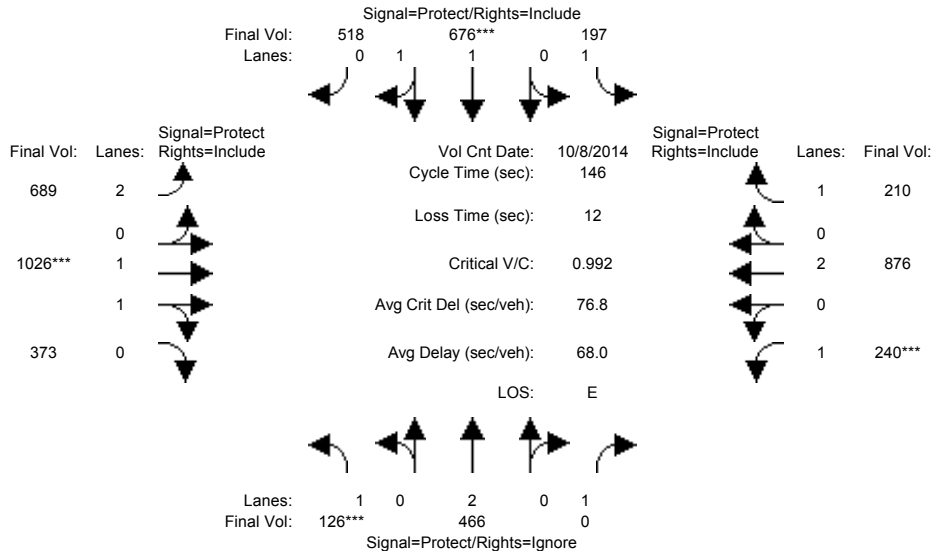 Signal=Protect/Rights=Include
Final Vol: 518 676*** 197
Lanes: 0 1 1 0 1
Signal=Protect Signal=Protect
Final Vol: Lanes: Rights=Include Vol Cnt Date: 10/8/2014 Rights=Include Lanes: Final Vol:
Cycle Time (sec): 146
689 2 1 210
Loss Time (sec): 12
0 0
1026*** 1 Critical V/C: 0.992 2 876
1 Avg Crit Del (sec/veh): 76.8 0
373 0 Avg Delay (sec/veh): 68.0 1 240***
LOS: E
Lanes: 1 0 2 0 1
Final Vol: 126*** 466 0
Signal=Protect/Rights=Ignore